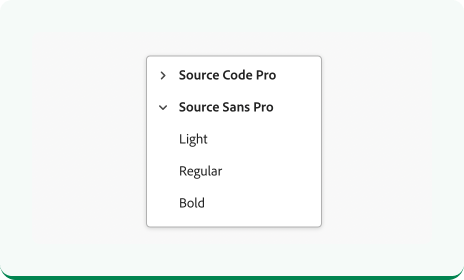 Source Code Pro
Source Sans Pro
Light
Regular
Bold